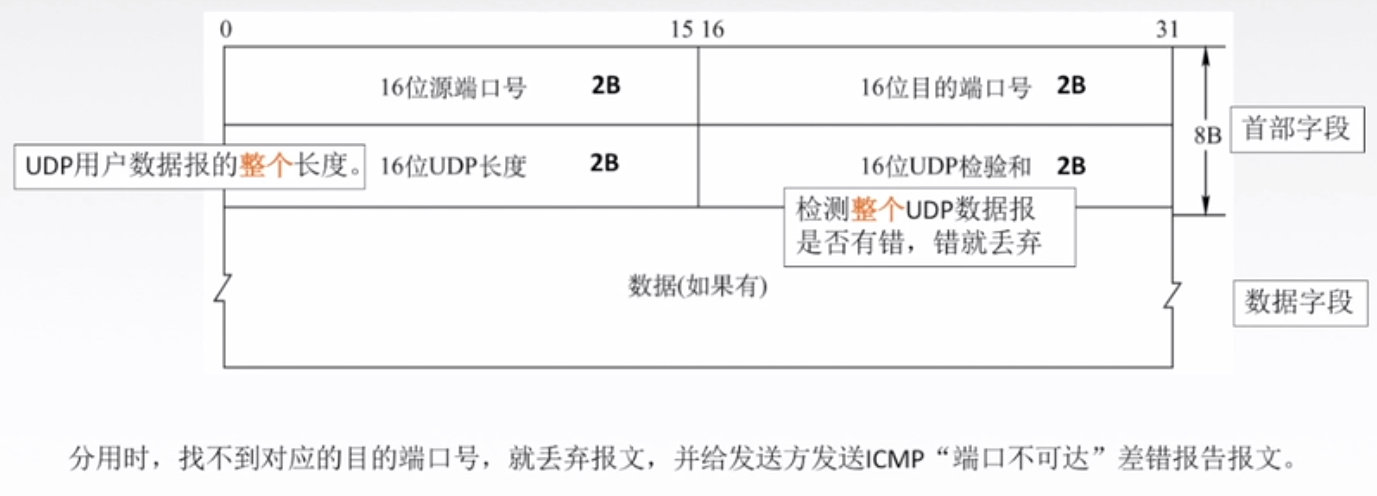 0 15 16 31
16位源端口号 2B 16位目的端口号 2B
8B 首部字段
UDP用户数据报的整个长度。 16位UDP长度 2B 16位UDP检验和 2B
检测整个UDP数据报
是否有错，错就丢弃
数据(如果有)
数据字段
分用时，找不到对应的目的端口号，就丢弃报文，并给发送方发送ICMP“端口不可达”差错报告报文。